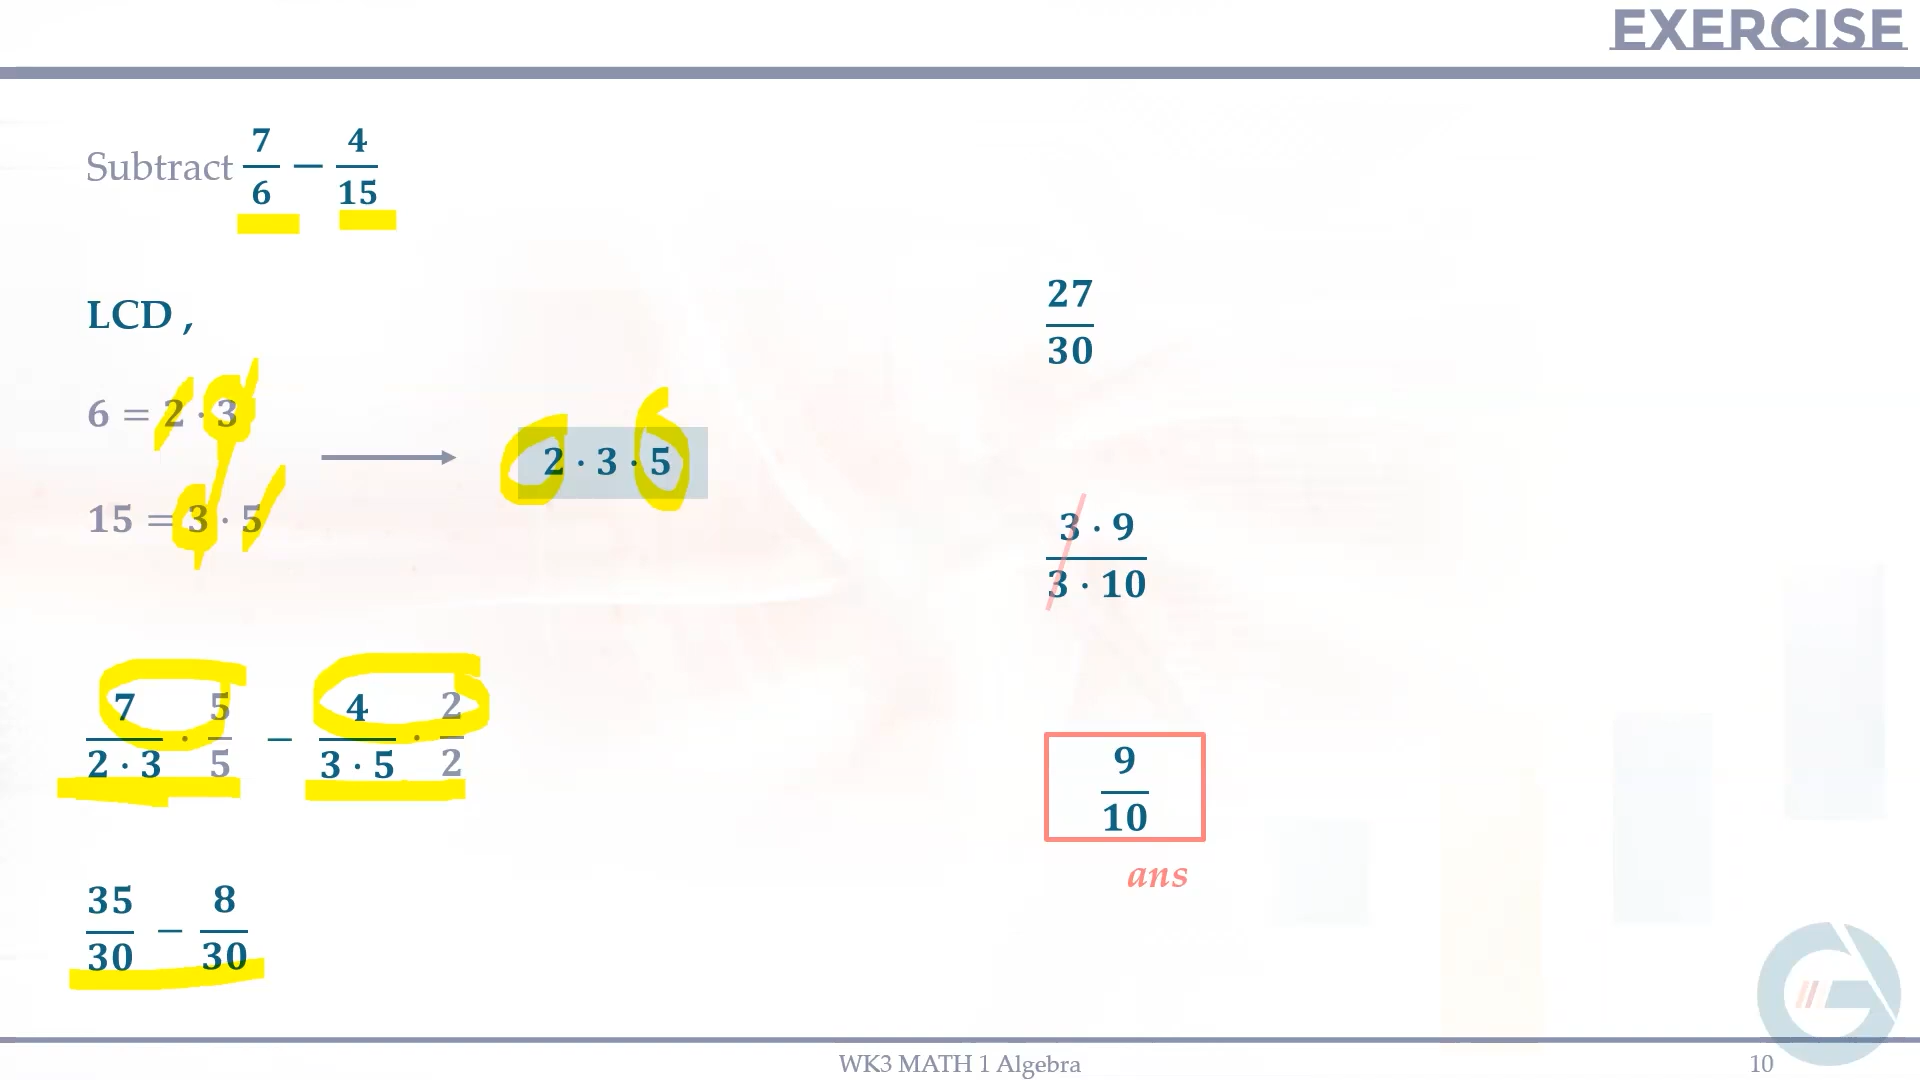 EXERCISE
Subtract 7/6 − 4/15
LCD ,
6 = 2 · 3
15 = 3 · 5
2 · 3 · 5
7/(2 · 3) · 5/5 − 4/(3 · 5) · 2/2
35/30 − 8/30
27/30
(3 · 9)/(3 · 10)
9/10
ans
WK3 MATH 1 Algebra
10